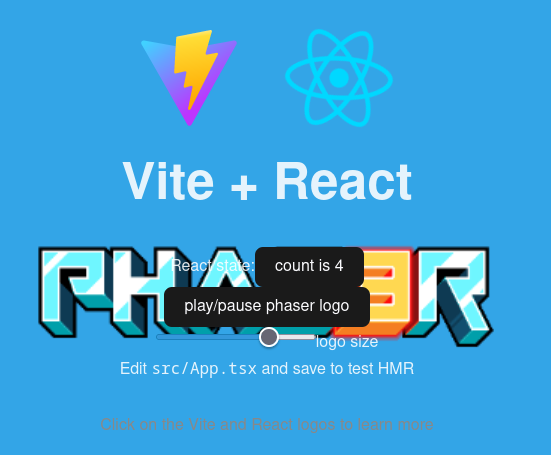 Vite + React
PHASER
React state: count is 4
play/pause phaser logo
logo size
Edit src/App.tsx and save to test HMR
Click on the Vite and React logos to learn more